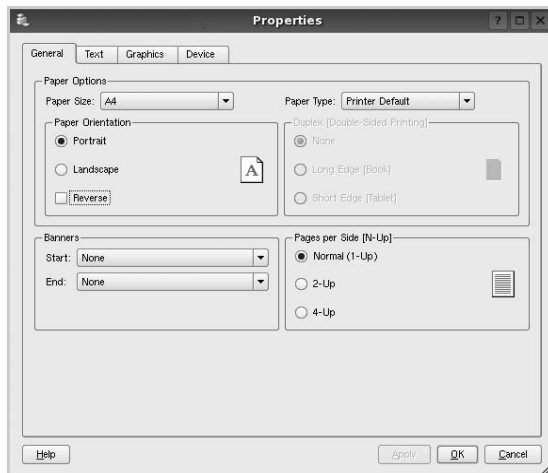 Properties
General Text Graphics Device
Paper Options
Paper Size: A4
Paper Type: Printer Default
Paper Orientation
Portrait
Landscape
Reverse
A
Duplex [Double-Sided Printing]
None
Long Edge [Book]
Short Edge [Tablet]
Banners
Start: None
End: None
Pages per Side [N-Up]
Normal (1-Up)
2-Up
4-Up
Help Apply OK Cancel